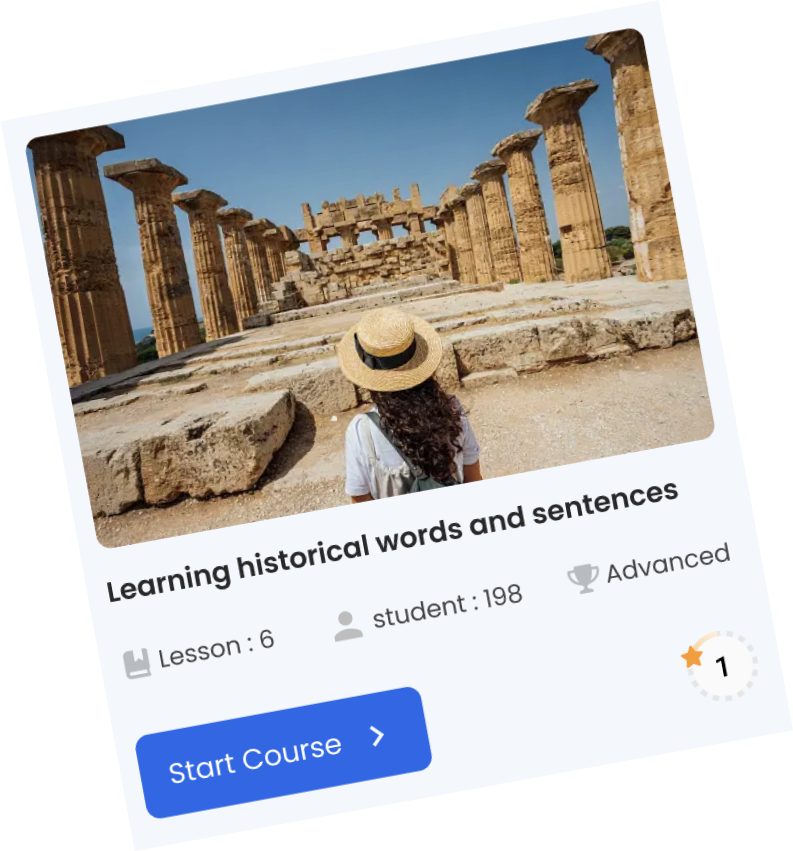 Learning historical words and sentences
Lesson : 6 student : 198 Advanced
1
Start Course